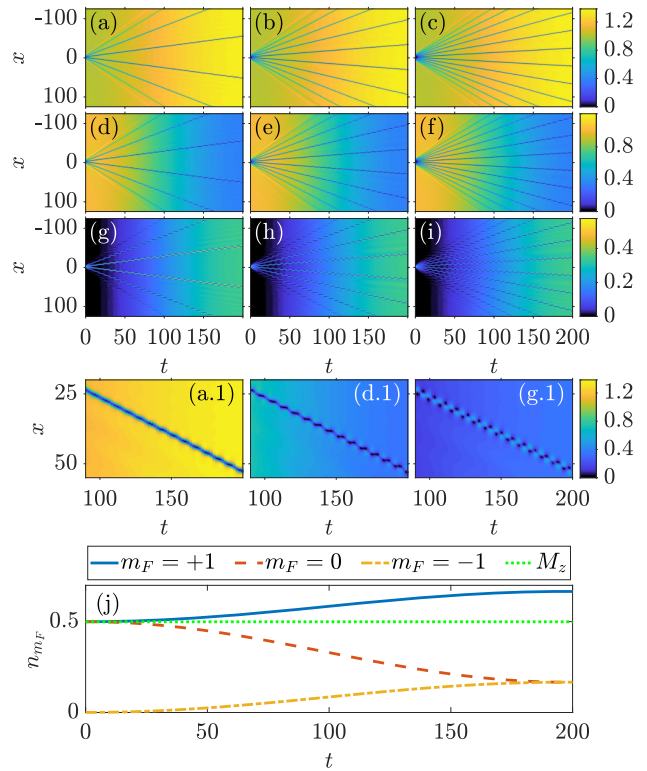 (a) (b) (c)
-100
0
100
x
1.2
0.8
0.4
0
(d) (e) (f)
-100
0
100
x
1.2
0.8
0.4
0
(g) (h) (i)
-100
0
100
x
0.4
0.2
0
0 50 100 150 0 50 100 150 0 50 100 150 200
t t t
(a.1) (d.1) (g.1)
25
50
x
1.2
0.8
0.4
0
100 150 100 150 100 150 200
t t t
m_F = +1 m_F = 0 m_F = −1 M_z
(j)
0.5
0
n_{m_F}
0 50 100 150 200
t